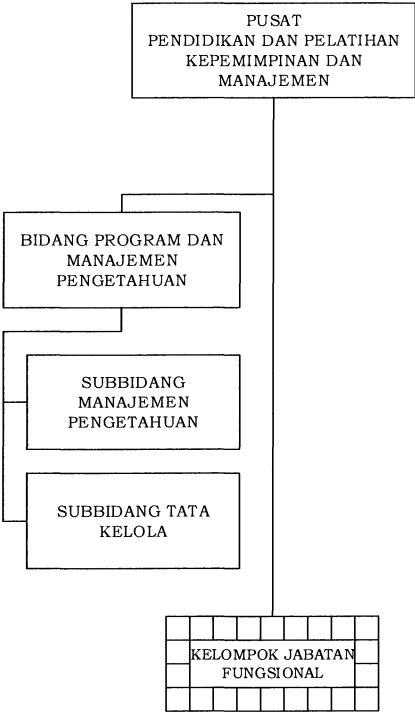 PUSAT
PENDIDIKAN DAN PELATIHAN
KEPEMIMPINAN DAN
MANAJEMEN
BIDANG PROGRAM DAN
MANAJEMEN
PENGETAHUAN
SUBBIDANG
MANAJEMEN
PENGETAHUAN
SUBBIDANG TATA
KELOLA
KELOMPOK JABATAN
FUNGSIONAL